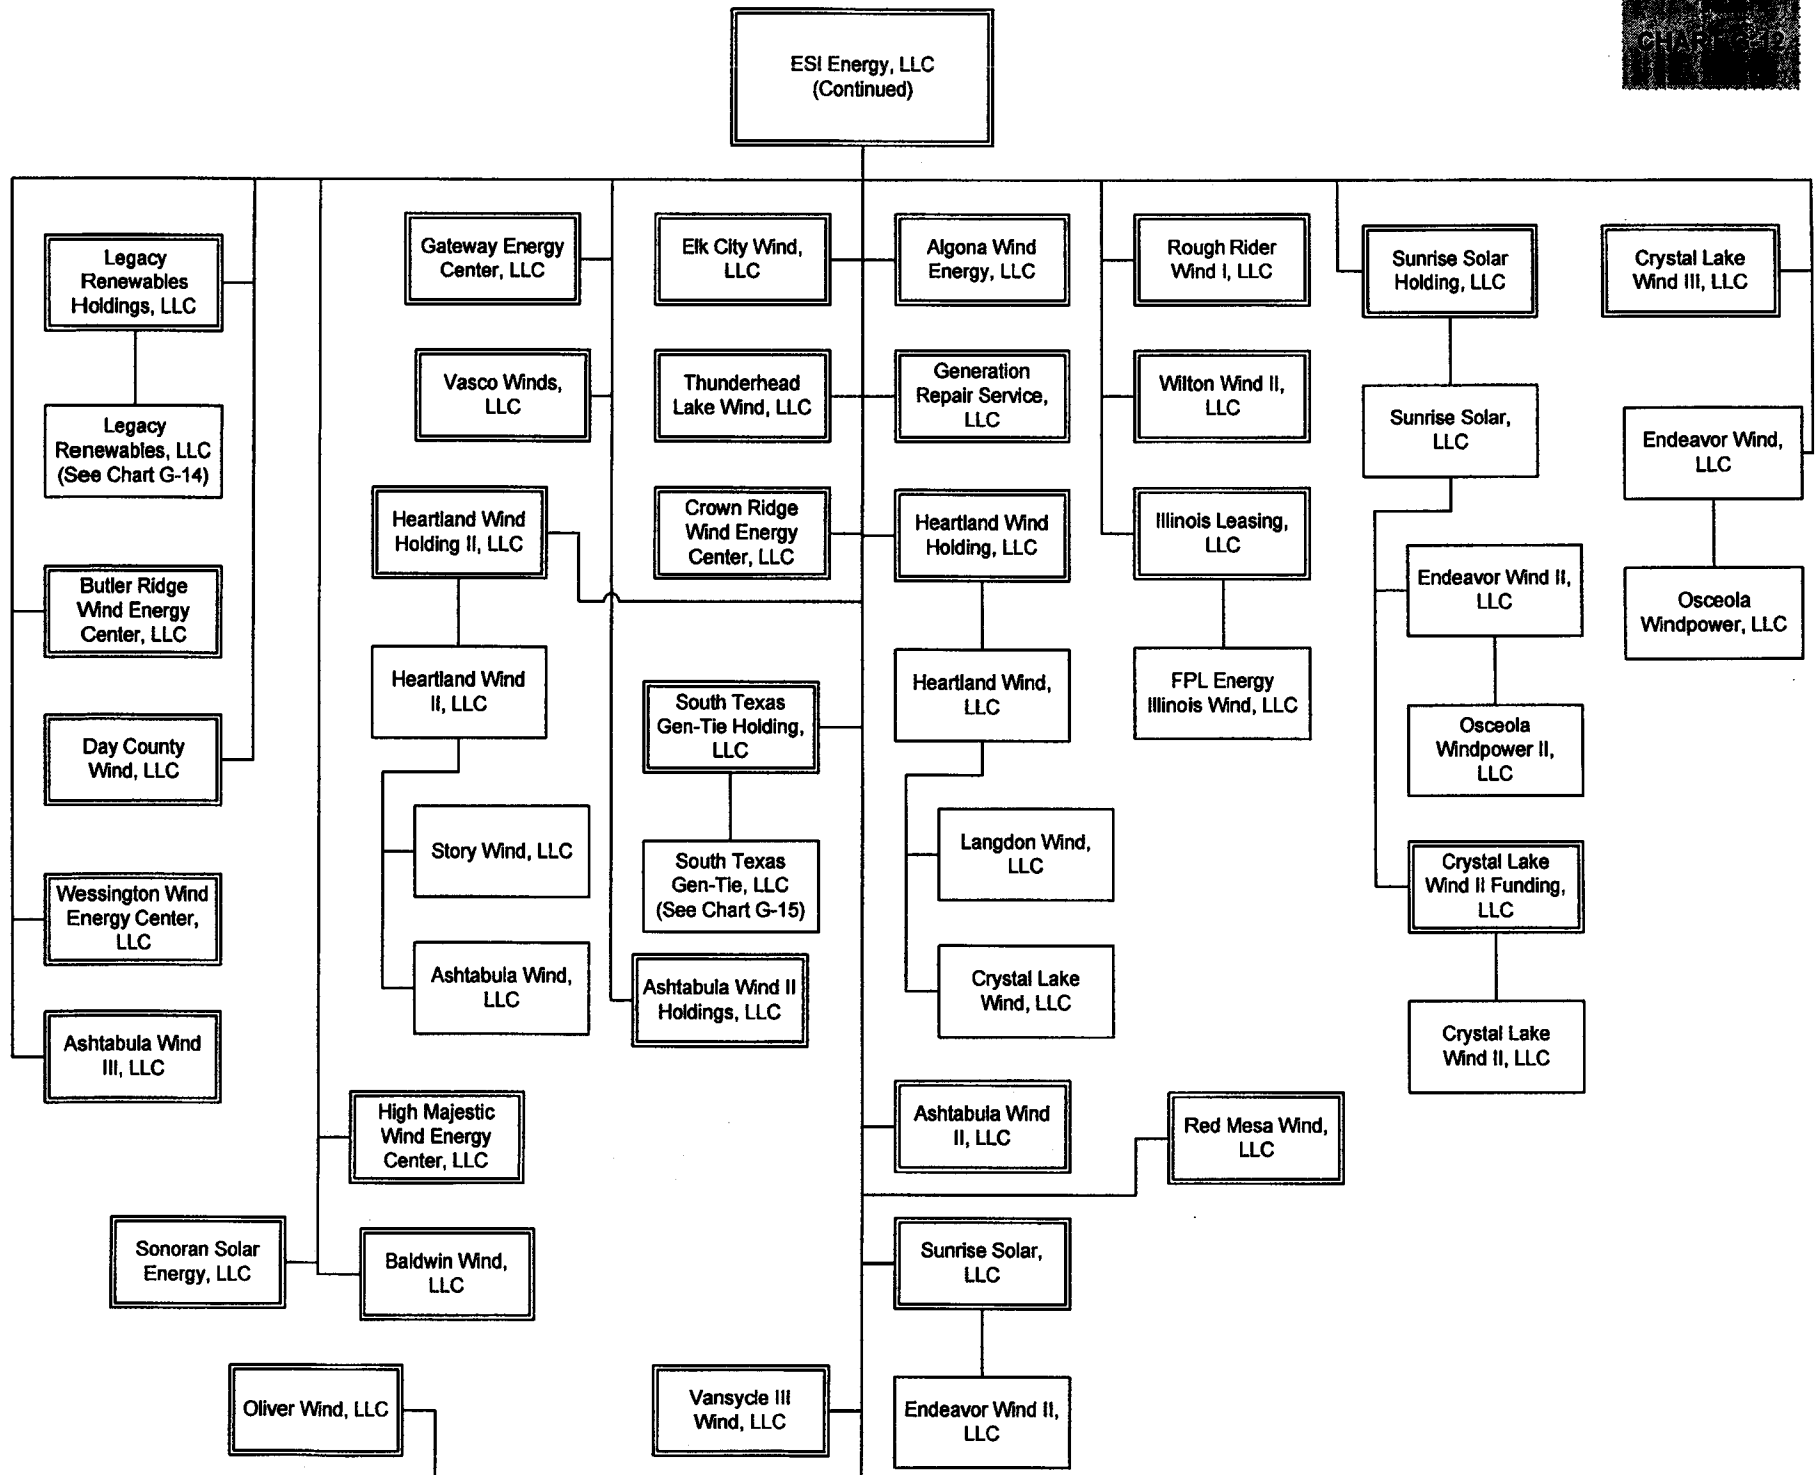 CHART G-12
ESI Energy, LLC
(Continued)
Legacy
Renewables
Holdings, LLC
Gateway Energy
Center, LLC
Elk City Wind,
LLC
Algona Wind
Energy, LLC
Rough Rider
Wind I, LLC
Sunrise Solar
Holding, LLC
Crystal Lake
Wind III, LLC
Vasco Winds,
LLC
Thunderhead
Lake Wind, LLC
Generation
Repair Service,
LLC
Wilton Wind II,
LLC
Sunrise Solar,
LLC
Legacy
Renewables, LLC
(See Chart G-14)
Endeavor Wind,
LLC
Heartland Wind
Holding II, LLC
Crown Ridge
Wind Energy
Center, LLC
Heartland Wind
Holding, LLC
Illinois Leasing,
LLC
Endeavor Wind II,
LLC
Butler Ridge
Wind Energy
Center, LLC
Osceola
Windpower, LLC
Heartland Wind
II, LLC
South Texas
Gen-Tie Holding,
LLC
Heartland Wind,
LLC
FPL Energy
Illinois Wind, LLC
Osceola
Windpower II,
LLC
Day County
Wind, LLC
Story Wind, LLC
South Texas
Gen-Tie, LLC
(See Chart G-15)
Langdon Wind,
LLC
Crystal Lake
Wind II Funding,
LLC
Wessington Wind
Energy Center,
LLC
Ashtabula Wind,
LLC
Ashtabula Wind II
Holdings, LLC
Crystal Lake
Wind, LLC
Crystal Lake
Wind II, LLC
Ashtabula Wind
III, LLC
High Majestic
Wind Energy
Center, LLC
Ashtabula Wind
II, LLC
Red Mesa Wind,
LLC
Sonoran Solar
Energy, LLC
Baldwin Wind,
LLC
Sunrise Solar,
LLC
Oliver Wind, LLC
Vansycle III
Wind, LLC
Endeavor Wind II,
LLC